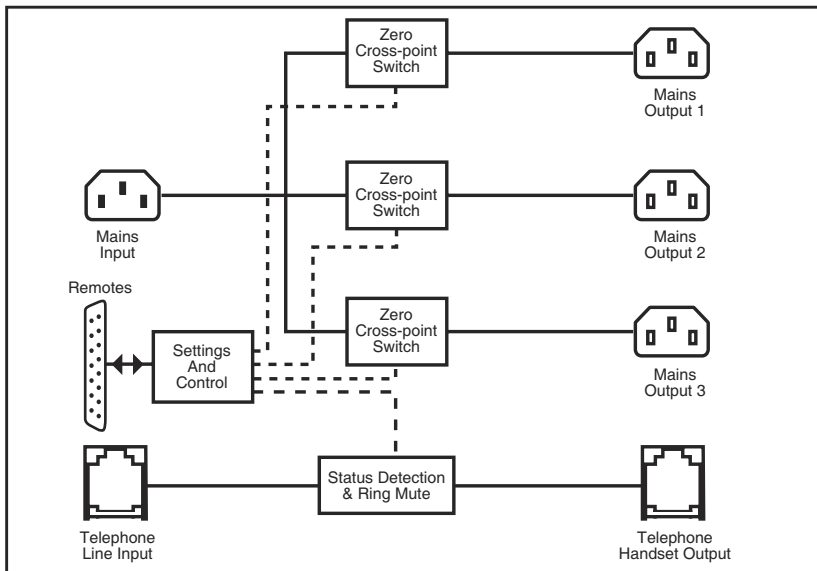 Zero
Cross-point
Switch
Mains
Output 1
Zero
Cross-point
Switch
Mains
Input
Mains
Output 2
Remotes
Zero
Cross-point
Switch
Settings
And
Control
Mains
Output 3
Status Detection
& Ring Mute
Telephone
Line Input
Telephone
Handset Output